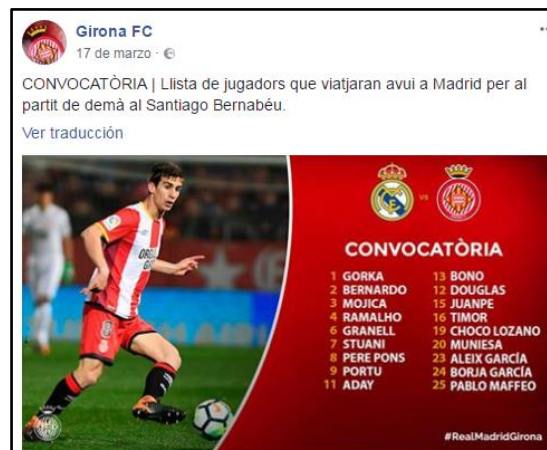 Girona FC
17 de marzo ·
CONVOCATÒRIA | Llista de jugadors que viatjaran avui a Madrid per al
partit de demà al Santiago Bernabéu.
Ver traducción
VS
CONVOCATÒRIA
1 GORKA
2 BERNARDO
3 MOJICA
4 RAMALHO
6 GRANELL
7 STUANI
8 PERE PONS
9 PORTU
11 ADAY
13 BONO
12 DOUGLAS
15 JUANPE
16 TIMOR
19 CHOCO LOZANO
20 MUNIESA
23 ALEIX GARCÍA
24 BORJA GARCÍA
25 PABLO MAFFEO
#RealMadridGirona